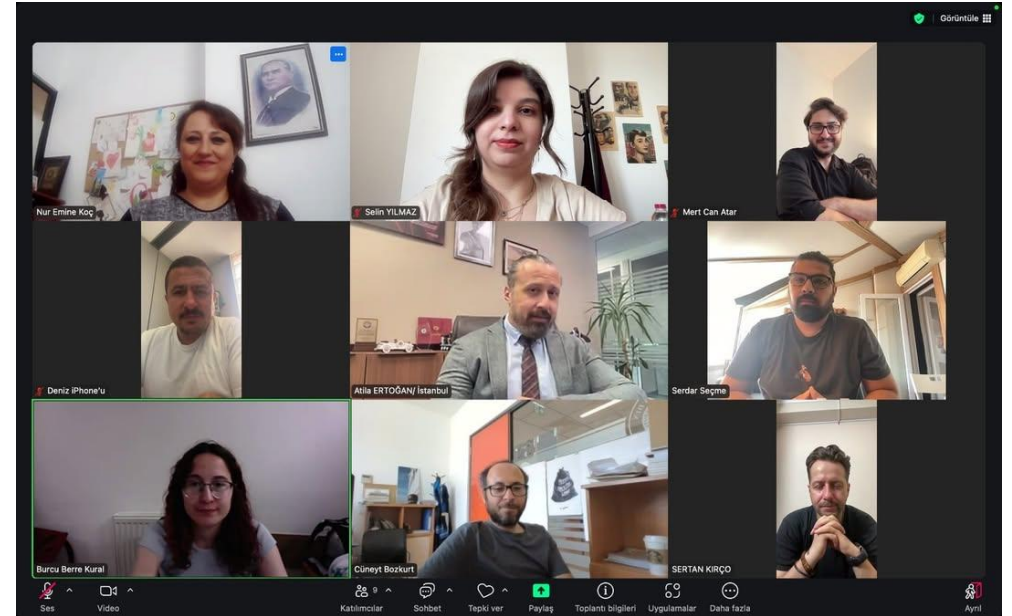 Görüntüle
Nur Emine Koç
Selin YILMAZ
Mert Can Atar
Deniz iPhone'u
Atila ERTOĞAN/ İstanbul
Serdar Seçme
Burcu Berre Kural
Cüneyt Bozkurt
SERTAN KIRÇO
Ses
Video
9
Katılımcılar
Sohbet
Tepki ver
Paylaş
Toplantı bilgileri
Uygulamalar
Daha fazla
Ayrıl